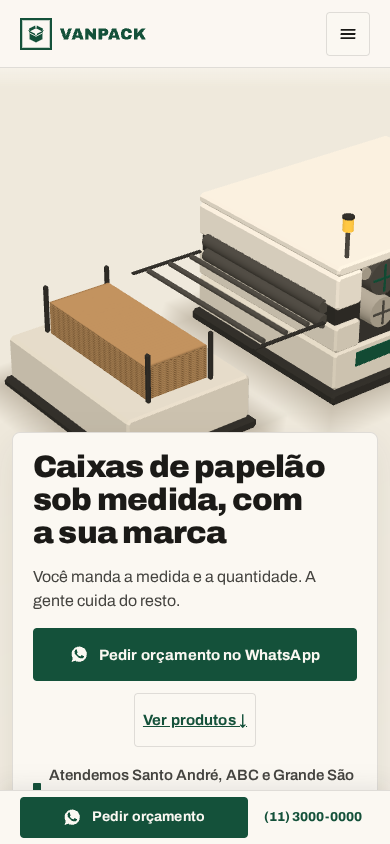 VANPACK
Caixas de papelão
sob medida, com
a sua marca
Você manda a medida e a quantidade. A
gente cuida do resto.
Pedir orçamento no WhatsApp
Ver produtos ↓
Atendemos Santo André, ABC e Grande São
Pedir orçamento
(11) 3000-0000